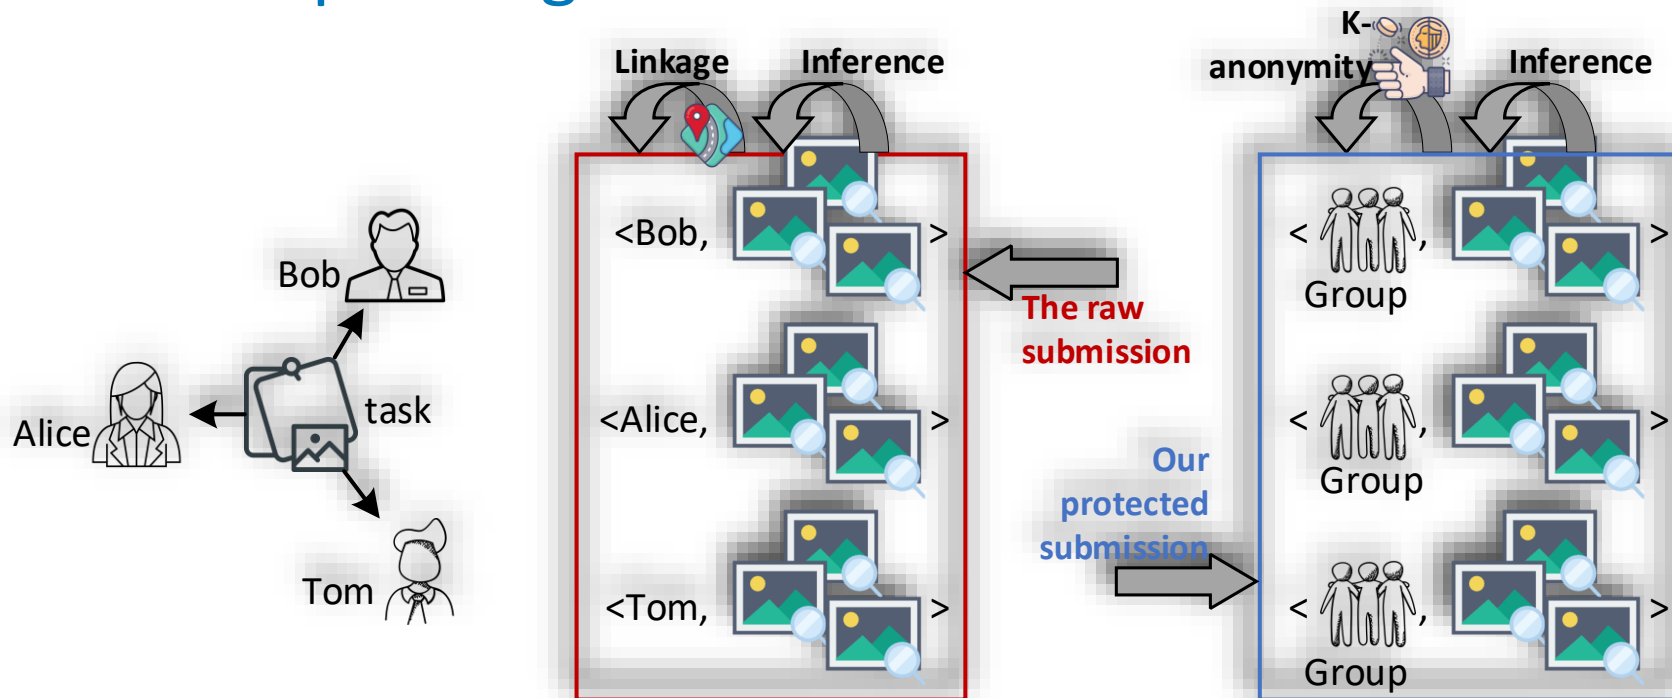 Linkage
Inference
K-
anonymity
Inference
Bob
Alice
task
Tom
<Bob, >
<Alice, >
<Tom, >
The raw
submission
Our
protected
submission
< , >
Group
< , >
Group
< , >
Group